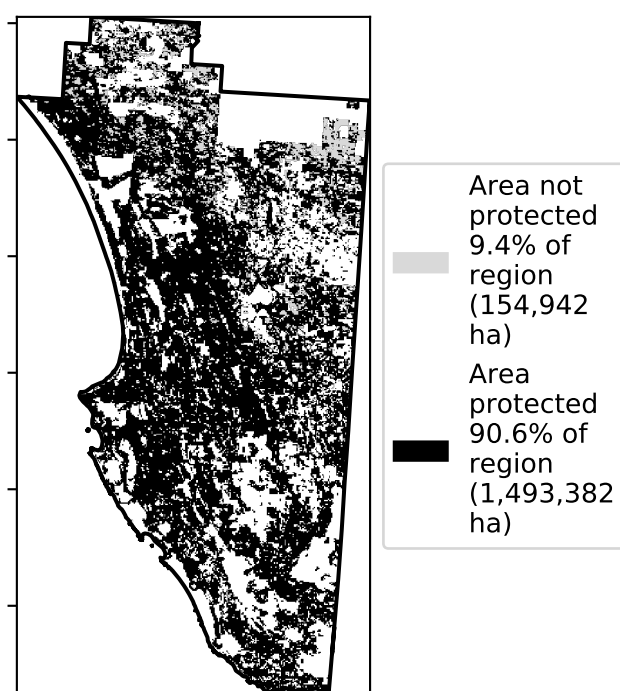 Area not
protected
9.4% of
region
(154,942
ha)
Area
protected
90.6% of
region
(1,493,382
ha)